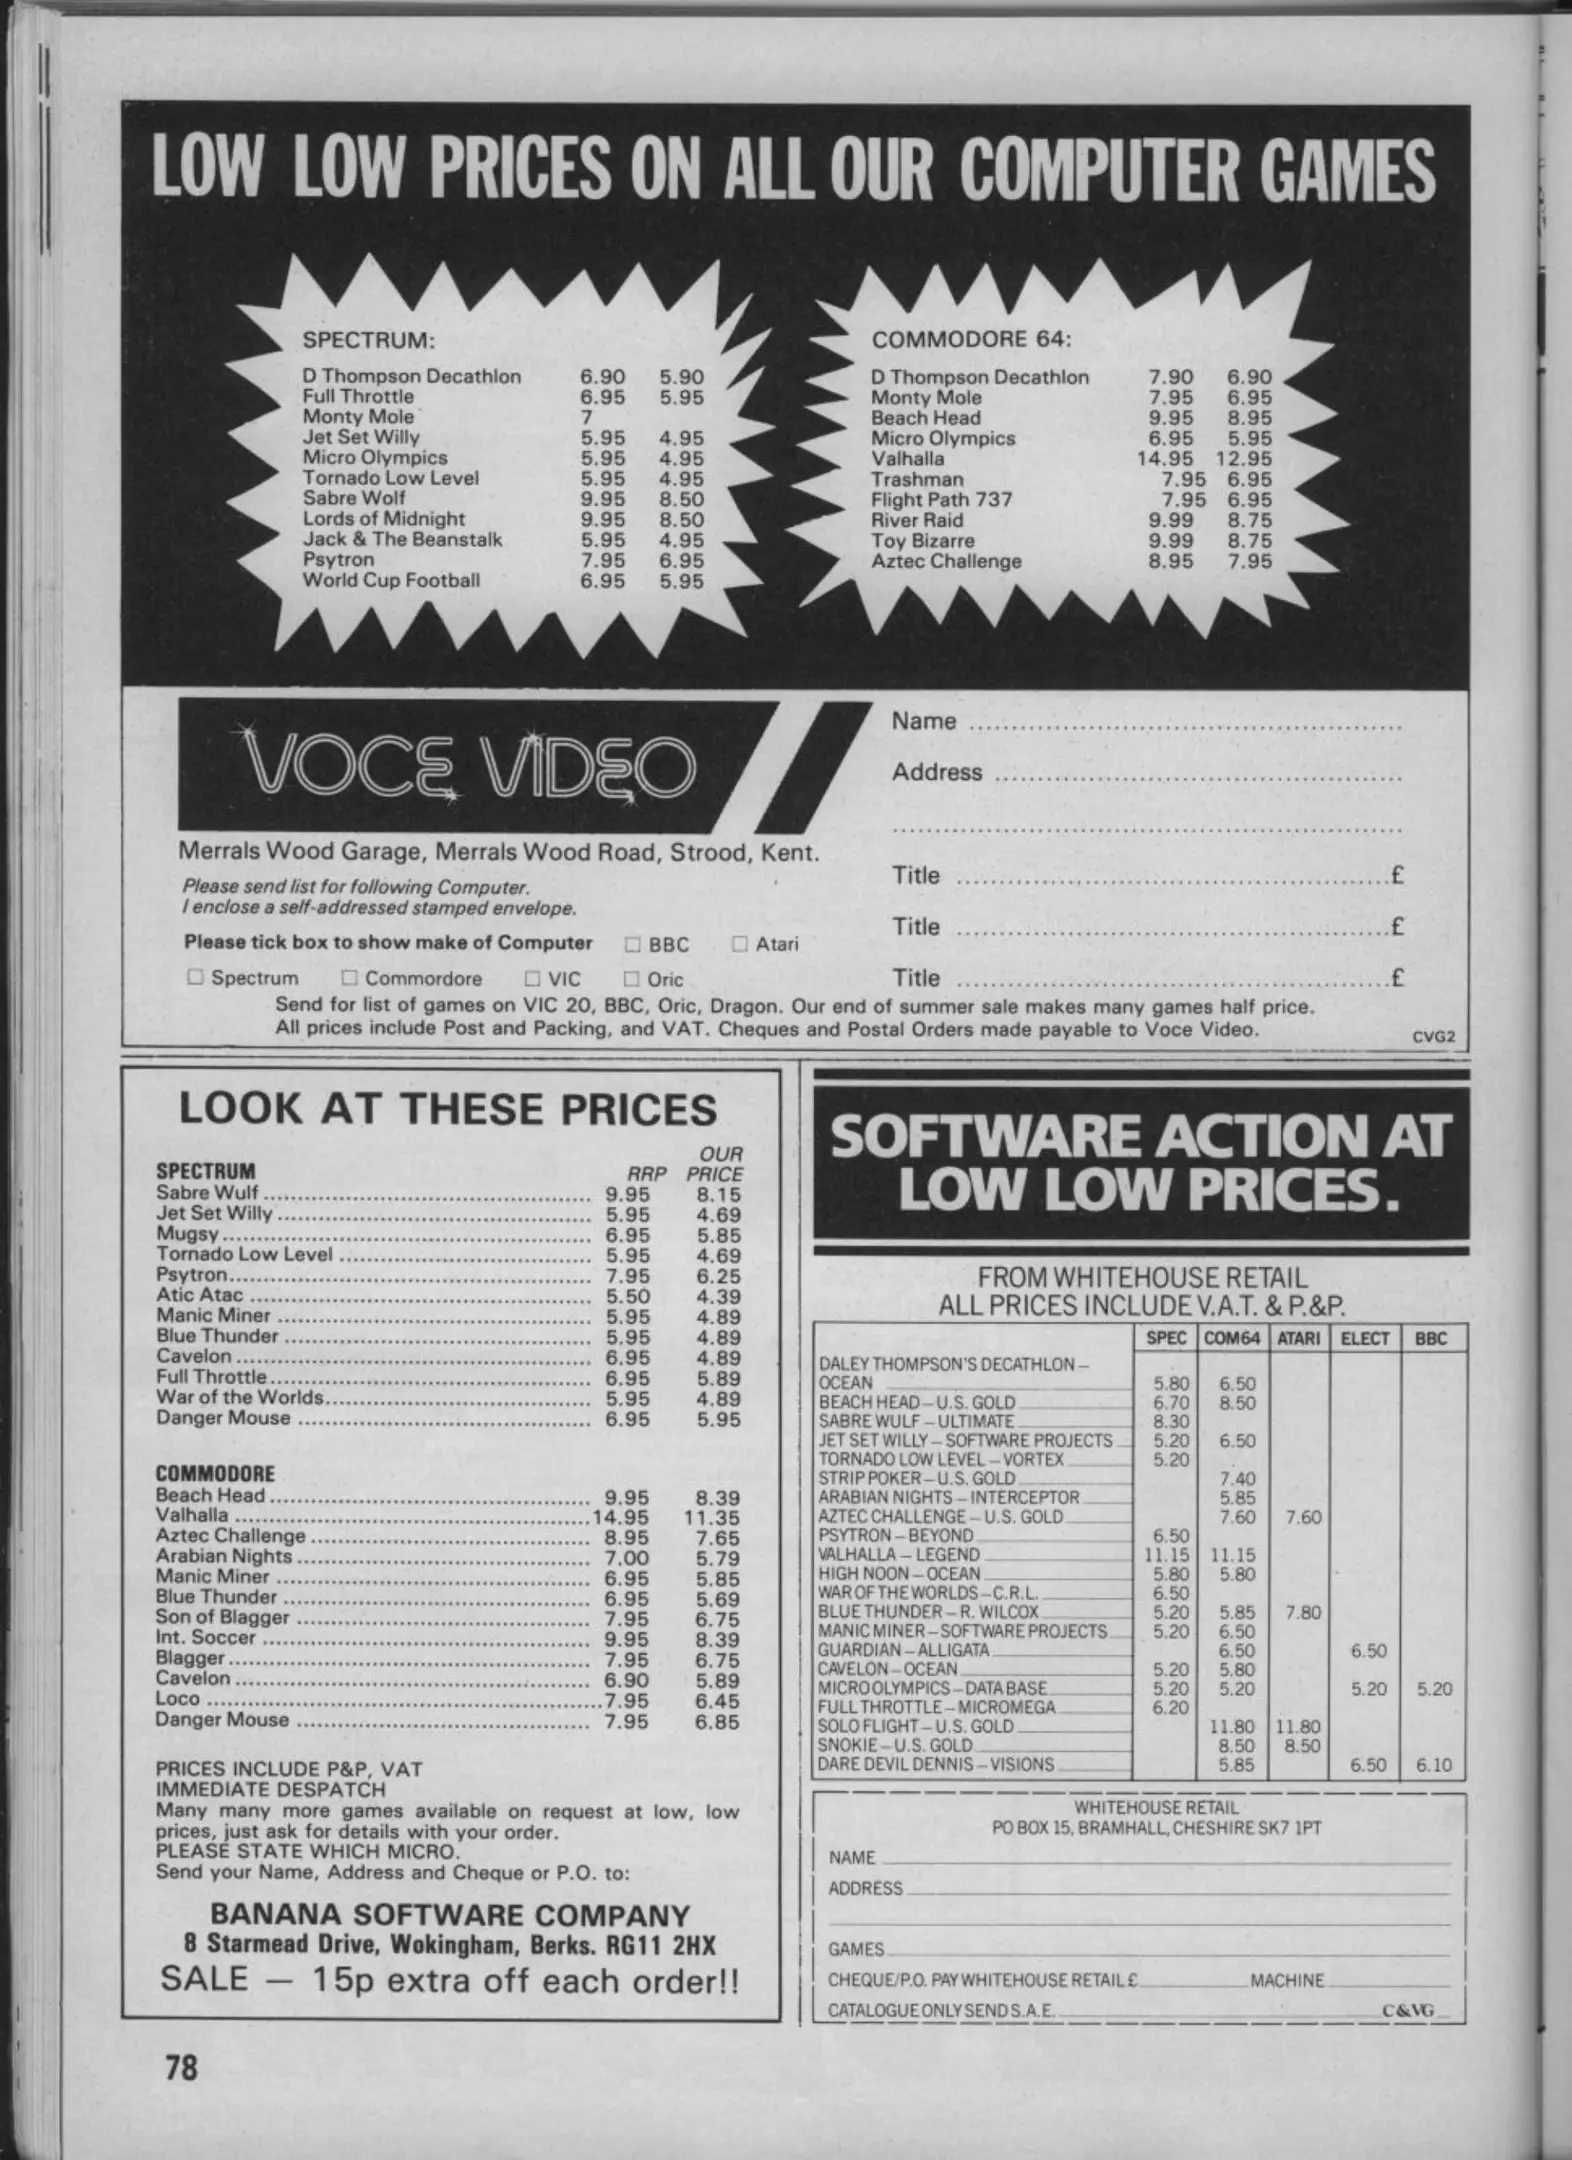 LOW LOW PRICES ON ALL OUR COMPUTER GAMES
SPECTRUM:
D Thompson Decathlon 6.90 5.90
Full Throttle 6.95 5.95
Monty Mole 7
Jet Set Willy 5.95 4.95
Micro Olympics 5.95 4.95
Tornado Low Level 5.95 4.95
Sabre Wolf 9.95 8.50
Lords of Midnight 9.95 8.50
Jack & The Beanstalk 5.95 4.95
Psytron 7.95 6.95
World Cup Football 6.95 5.95
COMMODORE 64:
D Thompson Decathlon 7.90 6.90
Monty Mole 7.95 6.95
Beach Head 9.95 8.95
Micro Olympics 6.95 5.95
Valhalla 14.95 12.95
Trashman 7.95 6.95
Flight Path 737 7.95 6.95
River Raid 9.99 8.75
Toy Bizarre 9.99 8.75
Aztec Challenge 8.95 7.95
VOCE VIDEO
Merrals Wood Garage, Merrals Wood Road, Strood, Kent.
Please send list for following Computer.
I enclose a self-addressed stamped envelope.
Please tick box to show make of Computer □ BBC □ Atari
□ Spectrum □ Commordore □ VIC □ Oric
Name
Address
Title £
Title £
Title £
Send for list of games on VIC 20, BBC, Oric, Dragon. Our end of summer sale makes many games half price.
All prices include Post and Packing, and VAT. Cheques and Postal Orders made payable to Voce Video.
CVG2
LOOK AT THESE PRICES
OUR
SPECTRUM RRP PRICE
Sabre Wulf 9.95 8.15
Jet Set Willy 5.95 4.69
Mugsy 6.95 5.85
Tornado Low Level 5.95 4.69
Psytron 7.95 6.25
Atic Atac 5.50 4.39
Manic Miner 5.95 4.89
Blue Thunder 5.95 4.89
Cavelon 6.95 4.89
Full Throttle 6.95 5.89
War of the Worlds 5.95 4.89
Danger Mouse 6.95 5.95
COMMODORE
Beach Head 9.95 8.39
Valhalla 14.95 11.35
Aztec Challenge 8.95 7.65
Arabian Nights 7.00 5.79
Manic Miner 6.95 5.85
Blue Thunder 6.95 5.69
Son of Blagger 7.95 6.75
Int. Soccer 9.95 8.39
Blagger 7.95 6.75
Cavelon 6.90 5.89
Loco 7.95 6.45
Danger Mouse 7.95 6.85
PRICES INCLUDE P&P, VAT
IMMEDIATE DESPATCH
Many many more games available on request at low, low
prices, just ask for details with your order.
PLEASE STATE WHICH MICRO.
Send your Name, Address and Cheque or P.O. to:
BANANA SOFTWARE COMPANY
8 Starmead Drive, Wokingham, Berks. RG11 2HX
SALE — 15p extra off each order!!
SOFTWARE ACTION AT
LOW LOW PRICES.
FROM WHITEHOUSE RETAIL
ALL PRICES INCLUDE V.A.T. & P.&P.
SPEC COM64 ATARI ELECT BBC
DALEY THOMPSON'S DECATHLON –
OCEAN 5.80 6.50
BEACH HEAD – U.S. GOLD 6.70 8.50
SABRE WULF – ULTIMATE 8.30
JET SET WILLY – SOFTWARE PROJECTS 5.20 6.50
TORNADO LOW LEVEL – VORTEX 5.20
STRIP POKER – U.S. GOLD 7.40
ARABIAN NIGHTS – INTERCEPTOR 5.85
AZTEC CHALLENGE – U.S. GOLD 7.60 7.60
PSYTRON – BEYOND 6.50
VALHALLA – LEGEND 11.15 11.15
HIGH NOON – OCEAN 5.80 5.80
WAR OF THE WORLDS – C.R.L. 6.50
BLUE THUNDER – R. WILCOX 5.20 5.85 7.80
MANIC MINER – SOFTWARE PROJECTS 5.20 6.50
GUARDIAN – ALLIGATA 6.50 6.50
CAVELON – OCEAN 5.20 5.80
MICRO OLYMPICS – DATA BASE 5.20 5.20 5.20 5.20
FULL THROTTLE – MICROMEGA 6.20
SOLO FLIGHT – U.S. GOLD 11.80 11.80
SNOKIE – U.S. GOLD 8.50 8.50
DARE DEVIL DENNIS – VISIONS 5.85 6.50 6.10
WHITEHOUSE RETAIL
PO BOX 15, BRAMHALL, CHESHIRE SK7 1PT
NAME
ADDRESS
GAMES
CHEQUE/P.O. PAY WHITEHOUSE RETAIL £ MACHINE
CATALOGUE ONLY SEND S.A.E. C&VG
78